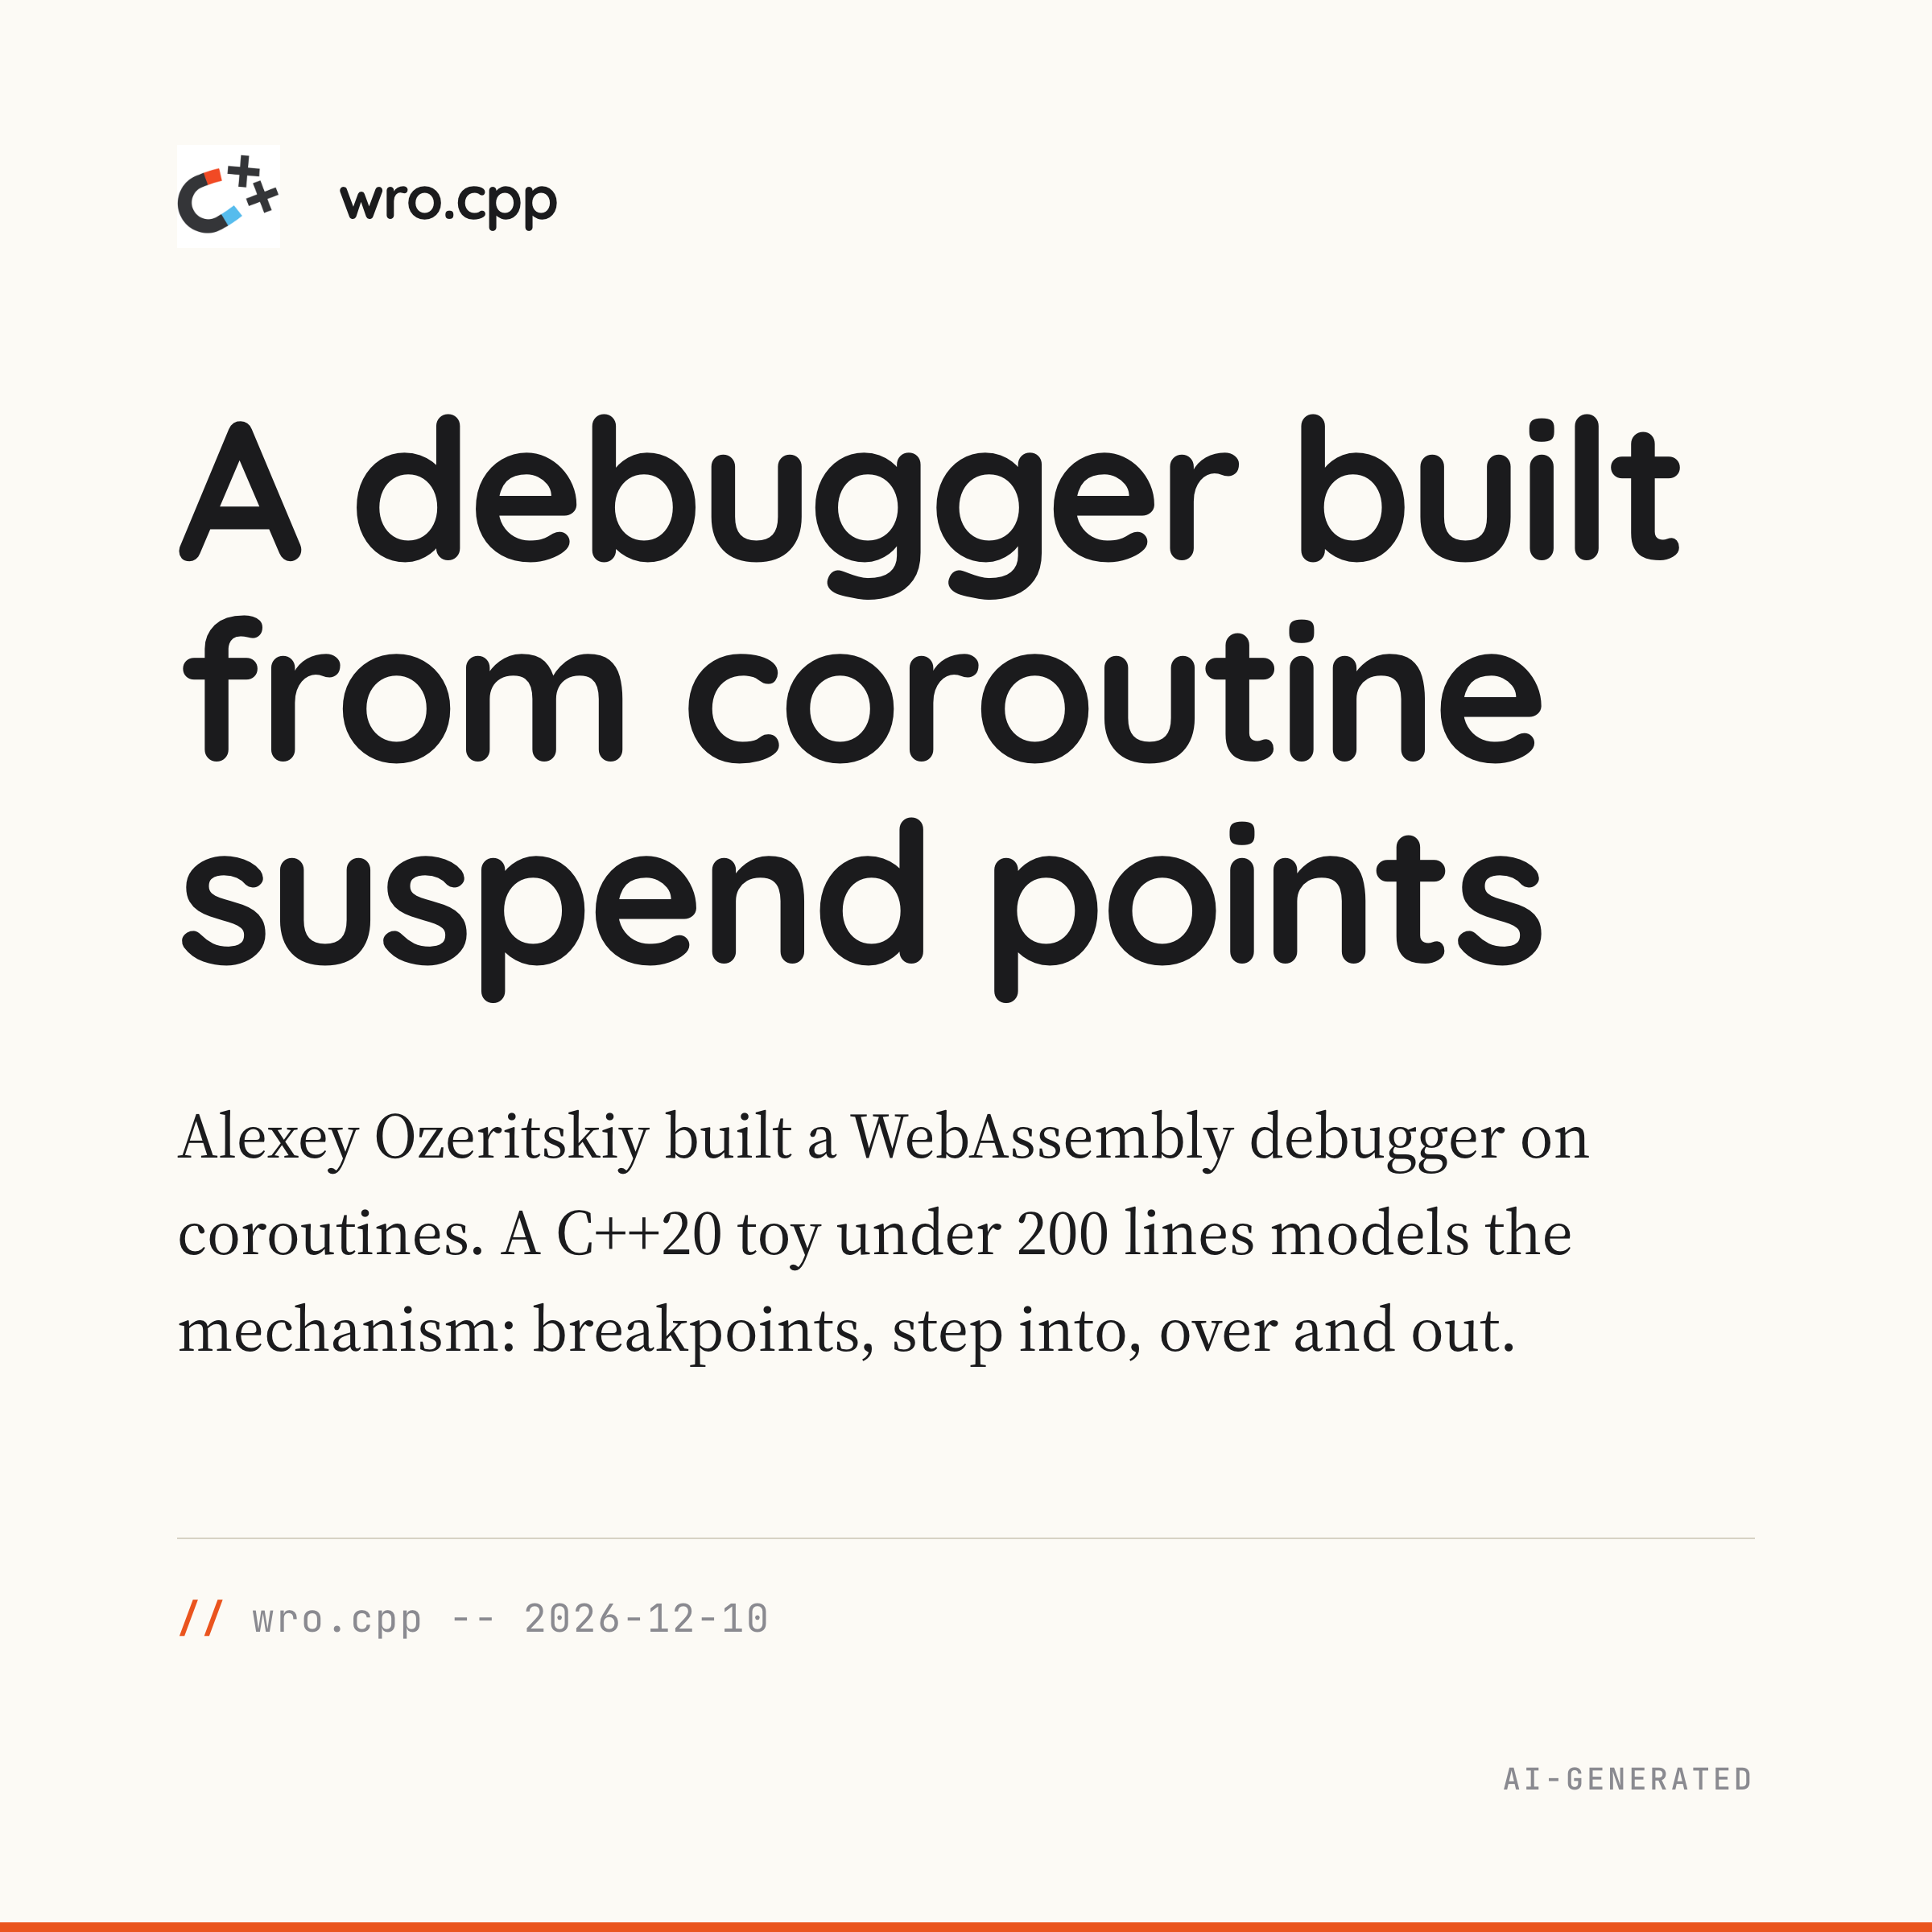 wro.cpp
A debugger built
from coroutine
suspend points
Alexey Ozeritskiy built a WebAssembly debugger on
coroutines. A C++20 toy under 200 lines models the
mechanism: breakpoints, step into, over and out.
// wro.cpp -- 2026-12-10
AI-GENERATED